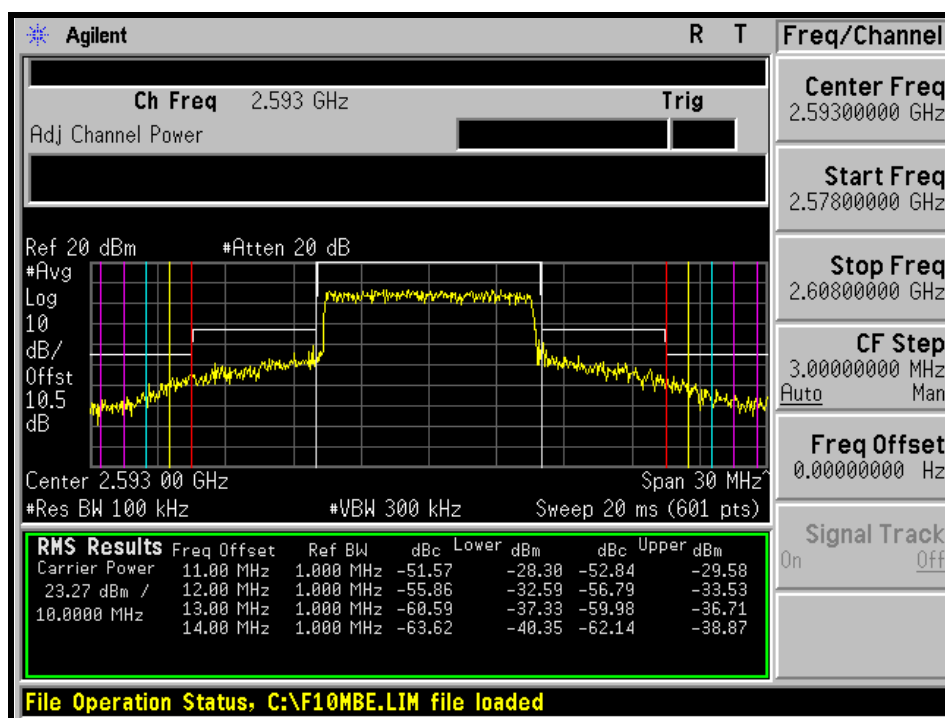 Agilent R T
Ch Freq 2.593 GHz Trig
Adj Channel Power
Ref 20 dBm #Atten 20 dB
#Avg
Log
10
dB/
Offst
10.5
dB
Center 2.593 00 GHz Span 30 MHz^
#Res BW 100 kHz #VBW 300 kHz Sweep 20 ms (601 pts)
RMS Results Freq Offset Ref BW dBc Lower dBm dBc Upper dBm
Carrier Power 11.00 MHz 1.000 MHz -51.57 -28.30 -52.84 -29.58
23.27 dBm / 12.00 MHz 1.000 MHz -55.86 -32.59 -56.79 -33.53
10.0000 MHz 13.00 MHz 1.000 MHz -60.59 -37.33 -59.98 -36.71
14.00 MHz 1.000 MHz -63.62 -40.35 -62.14 -38.87
File Operation Status, C:\F10MBE.LIM file loaded
Freq/Channel
Center Freq
2.59300000 GHz
Start Freq
2.57800000 GHz
Stop Freq
2.60800000 GHz
CF Step
3.00000000 MHz
Auto Man
Freq Offset
0.00000000 Hz
Signal Track
On Off